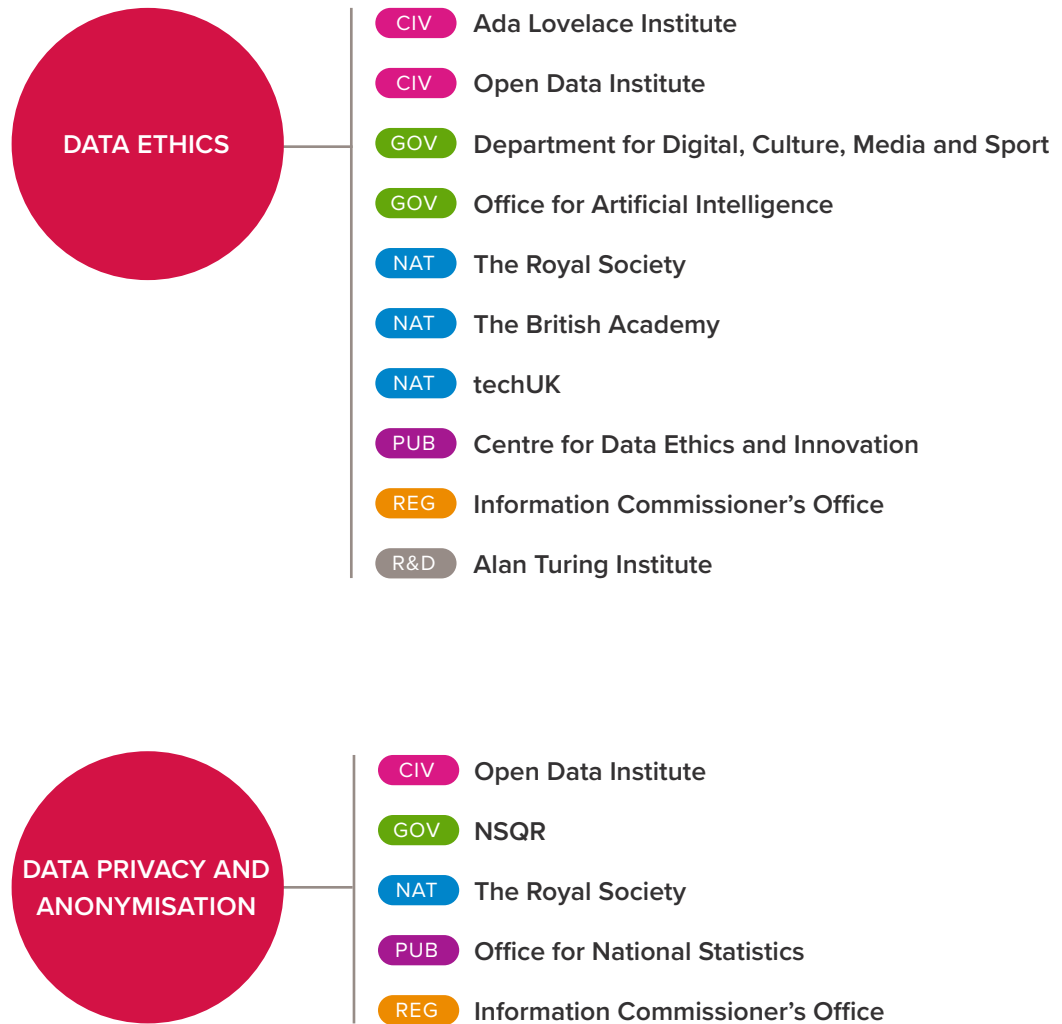 DATA ETHICS
CIV Ada Lovelace Institute
CIV Open Data Institute
GOV Department for Digital, Culture, Media and Sport
GOV Office for Artificial Intelligence
NAT The Royal Society
NAT The British Academy
NAT techUK
PUB Centre for Data Ethics and Innovation
REG Information Commissioner’s Office
R&D Alan Turing Institute
DATA PRIVACY AND
ANONYMISATION
CIV Open Data Institute
GOV NSQR
NAT The Royal Society
PUB Office for National Statistics
REG Information Commissioner’s Office